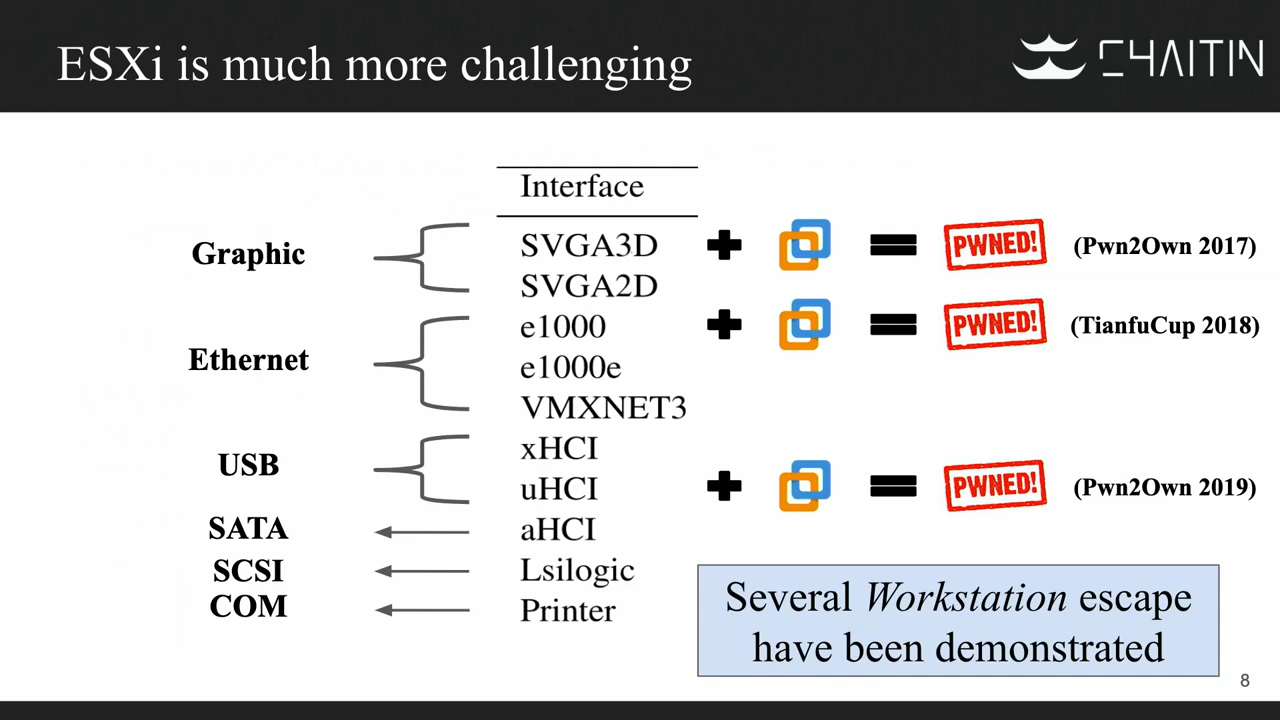 ESXi is much more challenging
CHAITIN
Interface
Graphic
SVGA3D
PWNED!
(Pwn2Own 2017)
SVGA2D
Ethernet
e1000
PWNED!
(TianfuCup 2018)
e1000e
VMXNET3
USB
xHCI
uHCI
PWNED!
(Pwn2Own 2019)
SATA
aHCI
SCSI
Lsilogic
COM
Printer
Several Workstation escape
have been demonstrated
8